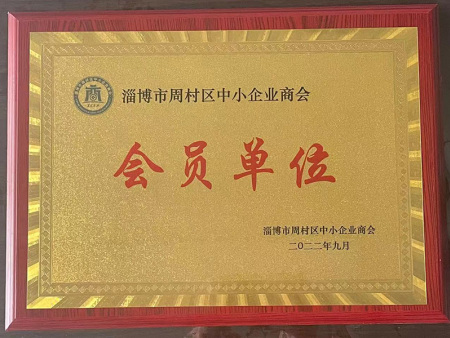 淄博市周村区中小企业商会
会员单位
淄博市周村区中小企业商会
二〇二二年九月